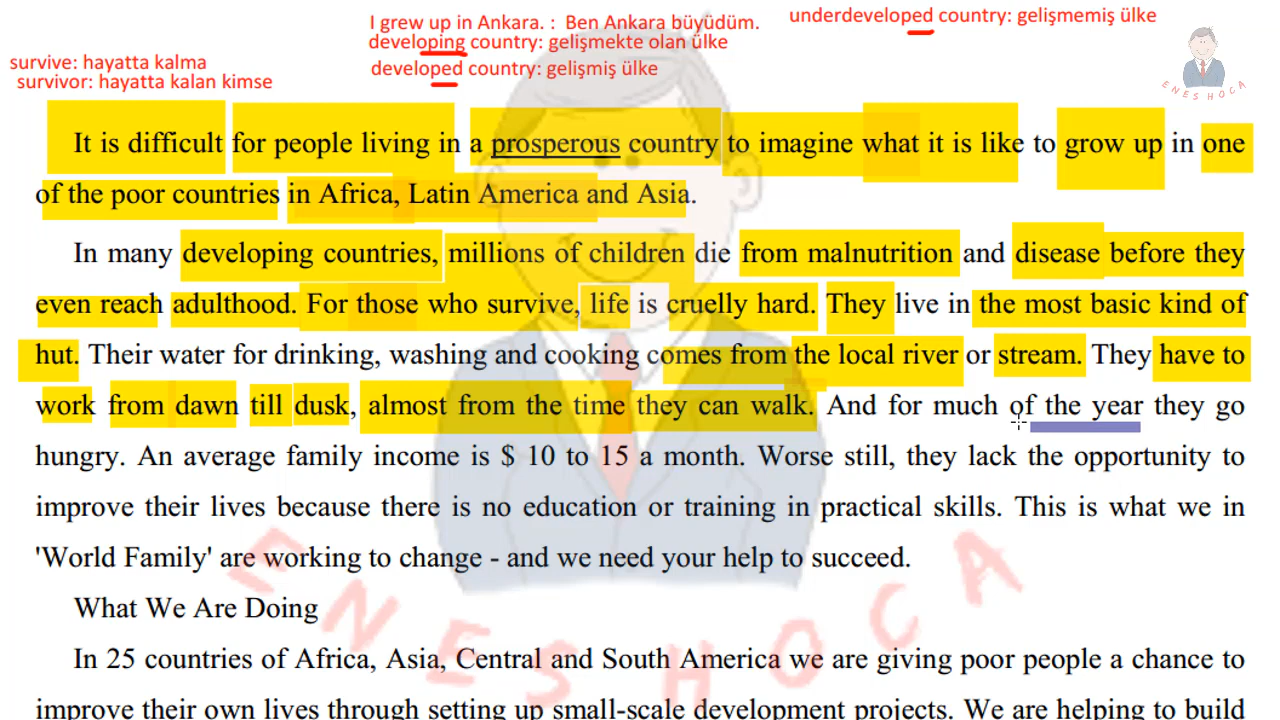 I grew up in Ankara. : Ben Ankara büyüdüm.
underdeveloped country: gelişmemiş ülke
developing country: gelişmekte olan ülke
survive: hayatta kalma
developed country: gelişmiş ülke
survivor: hayatta kalan kimse
ENES HOCA
It is difficult for people living in a prosperous country to imagine what it is like to grow up in one
of the poor countries in Africa, Latin America and Asia.
In many developing countries, millions of children die from malnutrition and disease before they
even reach adulthood. For those who survive, life is cruelly hard. They live in the most basic kind of
hut. Their water for drinking, washing and cooking comes from the local river or stream. They have to
work from dawn till dusk, almost from the time they can walk. And for much of the year they go
hungry. An average family income is $ 10 to 15 a month. Worse still, they lack the opportunity to
improve their lives because there is no education or training in practical skills. This is what we in
'World Family' are working to change - and we need your help to succeed.
What We Are Doing
In 25 countries of Africa, Asia, Central and South America we are giving poor people a chance to
improve their own lives through setting up small-scale development projects. We are helping to build
ENES HOCA